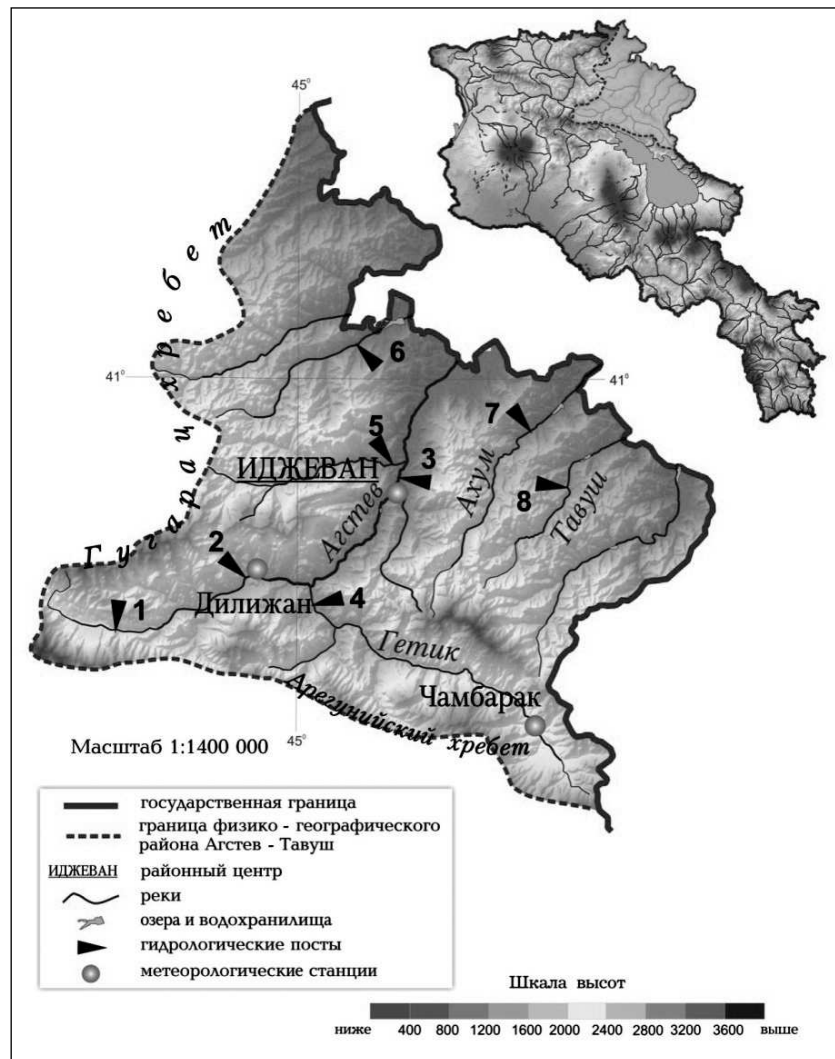 45°
Гугарац хребет
41°
41°
6
7
5
3
ИДЖЕВАН
Ахум
8
Тавуш
Агстев
2
Дилижан
4
1
Гетик
Чамбарак
Арегунийский хребет
45°
Масштаб 1:1400 000
государственная граница
граница физико - географического
района Агстев - Тавуш
ИДЖЕВАН районный центр
реки
озера и водохранилища
гидрологические посты
метеорологические станции
Шкала высот
ниже 400 800 1200 1600 2000 2400 2800 3200 3600 выше